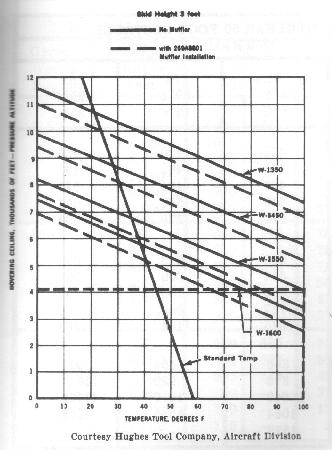 Skid Height 3 feet
No Muffler
with 269A8801
Muffler Installation
HOVERING CEILING, THOUSANDS OF FEET—PRESSURE ALTITUDE
12
11
10
9
8
7
6
5
4
3
2
1
0
W-1350
W-1450
W-1550
W-1600
Standard Temp
0 10 20 30 40 50 60 70 80 90 100
TEMPERATURE, DEGREES F
Courtesy Hughes Tool Company, Aircraft Division